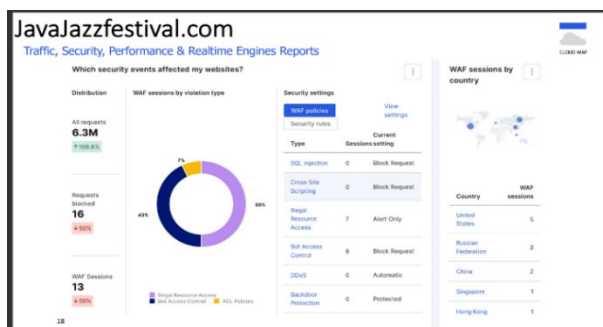 JavaJazzfestival.com
Traffic, Security, Performance & Realtime Engines Reports
CLOUD WAF
Which security events affected my websites?
Distribution
All requests
6.3M
↑106.8%
Requests
blocked
16
↓50%
WAF Sessions
13
↓50%
WAF sessions by violation type
7%
43%
50%
Illegal Resource Access
Bot Access Control
ACL Policies
Security settings
WAF policies
View
settings
Security rules
Type Sessions Current
setting
SQL Injection 0 Block Request
Cross Site
Scripting 0 Block Request
Illegal
Resource
Access 7 Alert Only
Bot Access
Control 6 Block Request
DDoS 0 Automatic
Backdoor
Protection 0 Protected
WAF sessions by
country
Country WAF
sessions
United
States 5
Russian
Federation 3
China 2
Singapore 1
Hong Kong 1
18